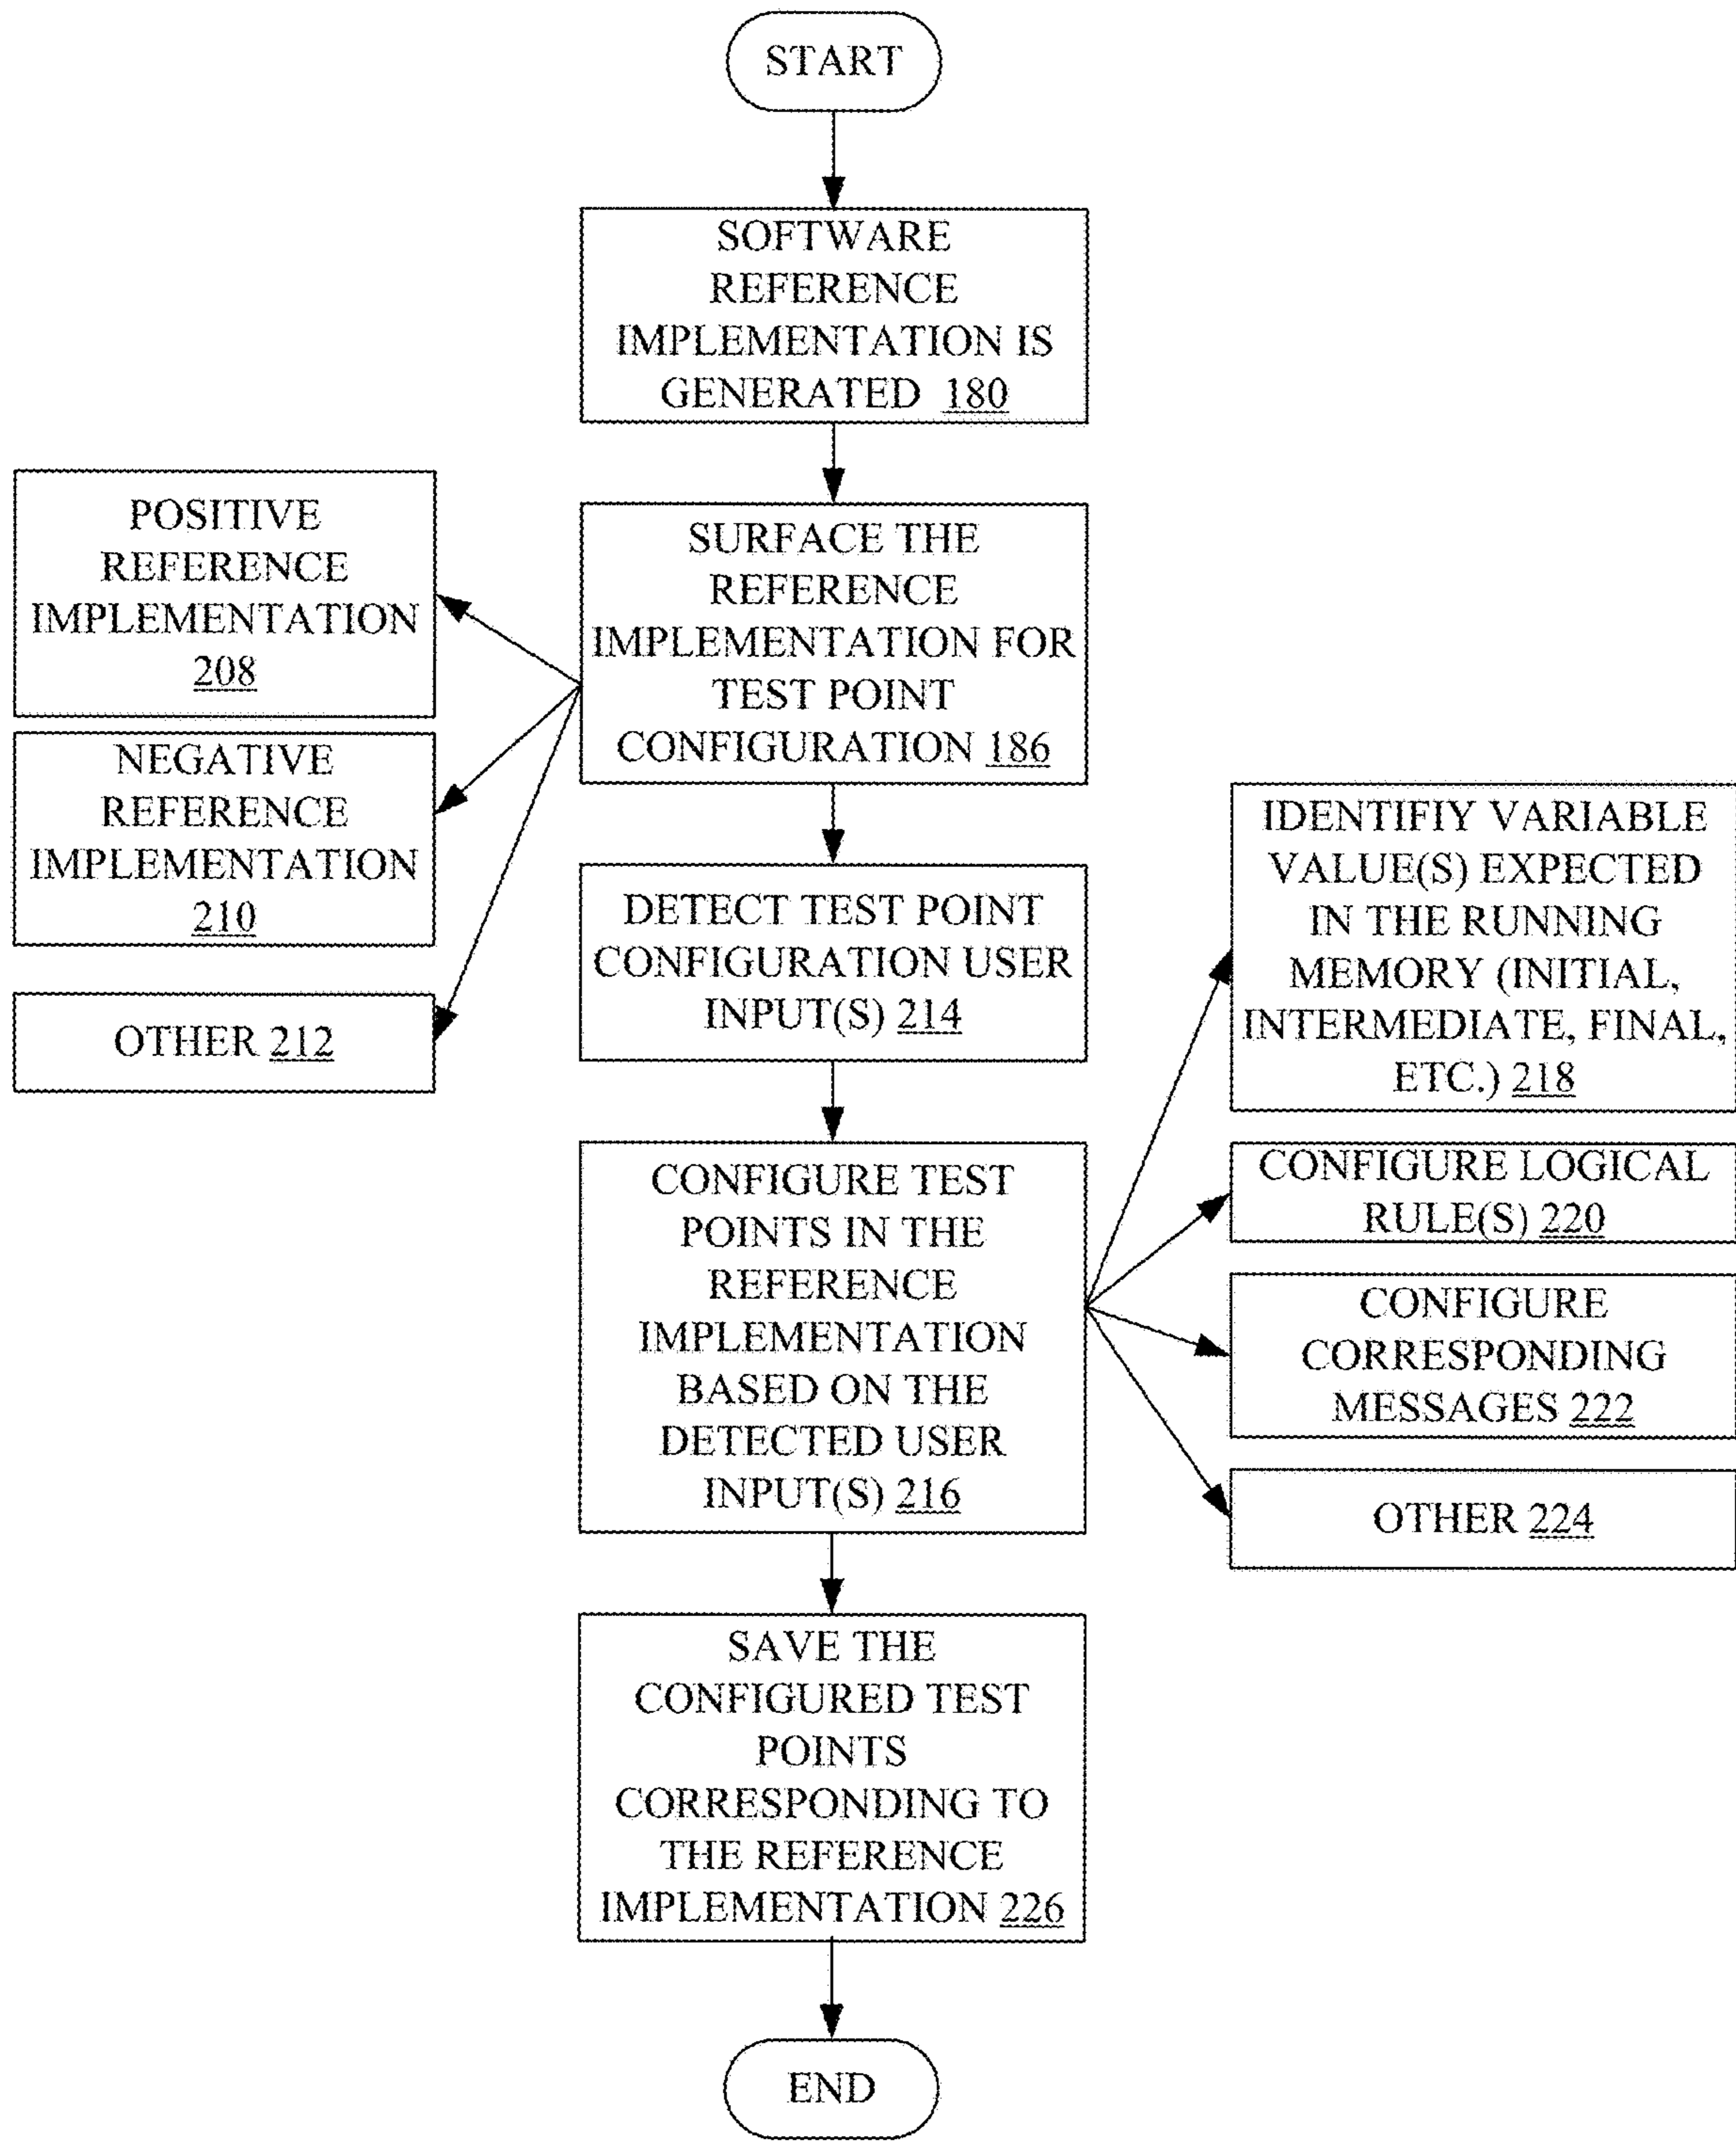 START
SOFTWARE
REFERENCE
IMPLEMENTATION IS
GENERATED 180
POSITIVE
REFERENCE
IMPLEMENTATION
208
NEGATIVE
REFERENCE
IMPLEMENTATION
210
OTHER 212
SURFACE THE
REFERENCE
IMPLEMENTATION FOR
TEST POINT
CONFIGURATION 186
DETECT TEST POINT
CONFIGURATION USER
INPUT(S) 214
CONFIGURE TEST
POINTS IN THE
REFERENCE
IMPLEMENTATION
BASED ON THE
DETECTED USER
INPUT(S) 216
IDENTIFIY VARIABLE
VALUE(S) EXPECTED
IN THE RUNNING
MEMORY (INITIAL,
INTERMEDIATE, FINAL,
ETC.) 218
CONFIGURE LOGICAL
RULE(S) 220
CONFIGURE
CORRESPONDING
MESSAGES 222
OTHER 224
SAVE THE
CONFIGURED TEST
POINTS
CORRESPONDING TO
THE REFERENCE
IMPLEMENTATION 226
END